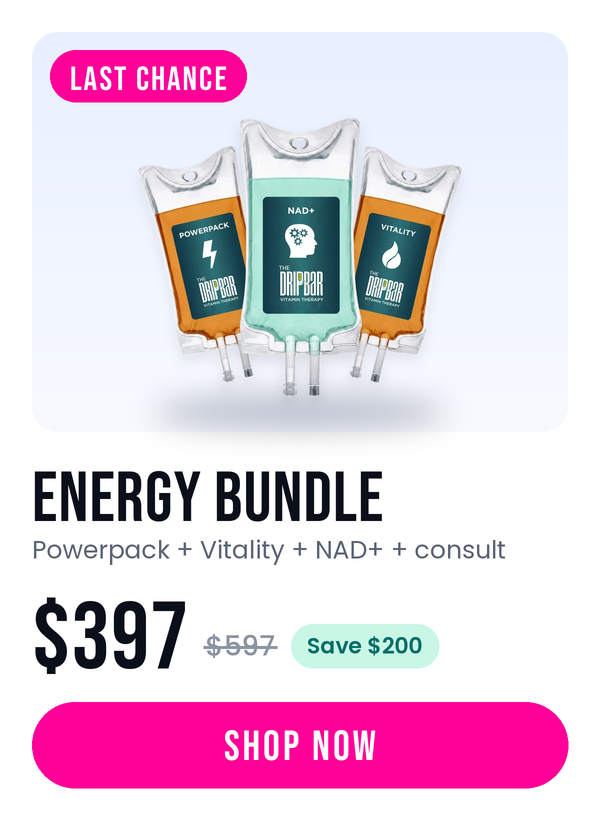 LAST CHANCE
POWERPACK
THE
DRIPBAR
VITAMIN THERAPY
NAD+
THE
DRIPBAR
VITAMIN THERAPY
VITALITY
THE
DRIPBAR
VITAMIN THERAPY
ENERGY BUNDLE
Powerpack + Vitality + NAD+ + consult
$397 $597 Save $200
SHOP NOW